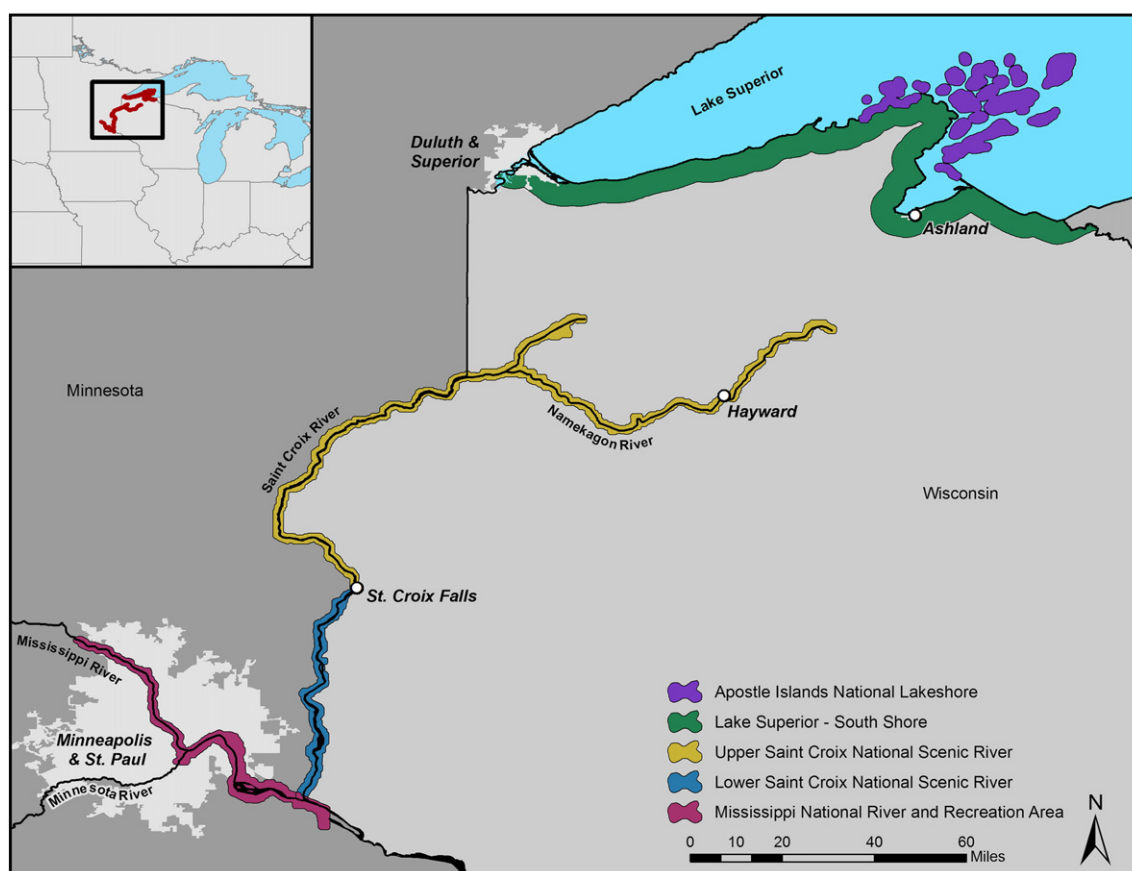 Lake Superior
Duluth &
Superior
Ashland
Minnesota
Saint Croix River
Namekagon River
Hayward
Wisconsin
St. Croix Falls
Mississippi River
Minneapolis
& St. Paul
Minnesota River
Apostle Islands National Lakeshore
Lake Superior - South Shore
Upper Saint Croix National Scenic River
Lower Saint Croix National Scenic River
Mississippi National River and Recreation Area
N
0 10 20 40 60
Miles